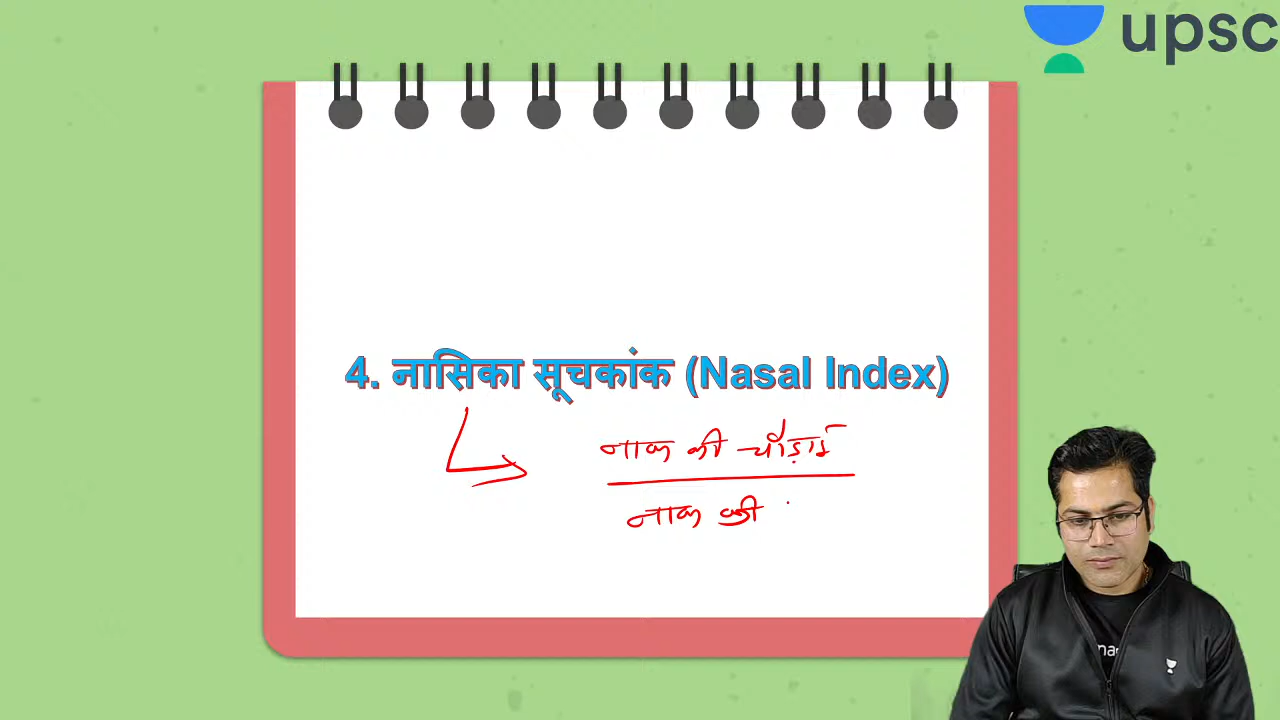 upsc
4. नासिका सूचकांक (Nasal Index)
नाक की चौड़ाई
नाक की